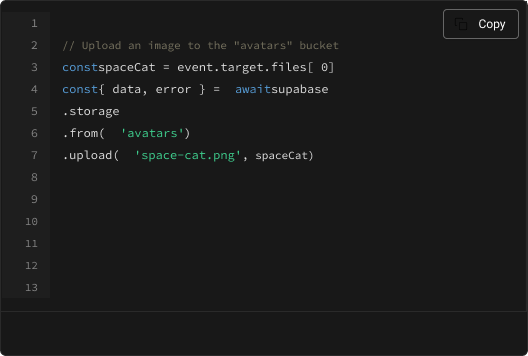 Copy
1
2 // Upload an image to the "avatars" bucket
3 constspaceCat = event.target.files[ 0]
4 const{ data, error } = awaitsupabase
5 .storage
6 .from( 'avatars')
7 .upload( 'space-cat.png', spaceCat)
8
9
10
11
12
13